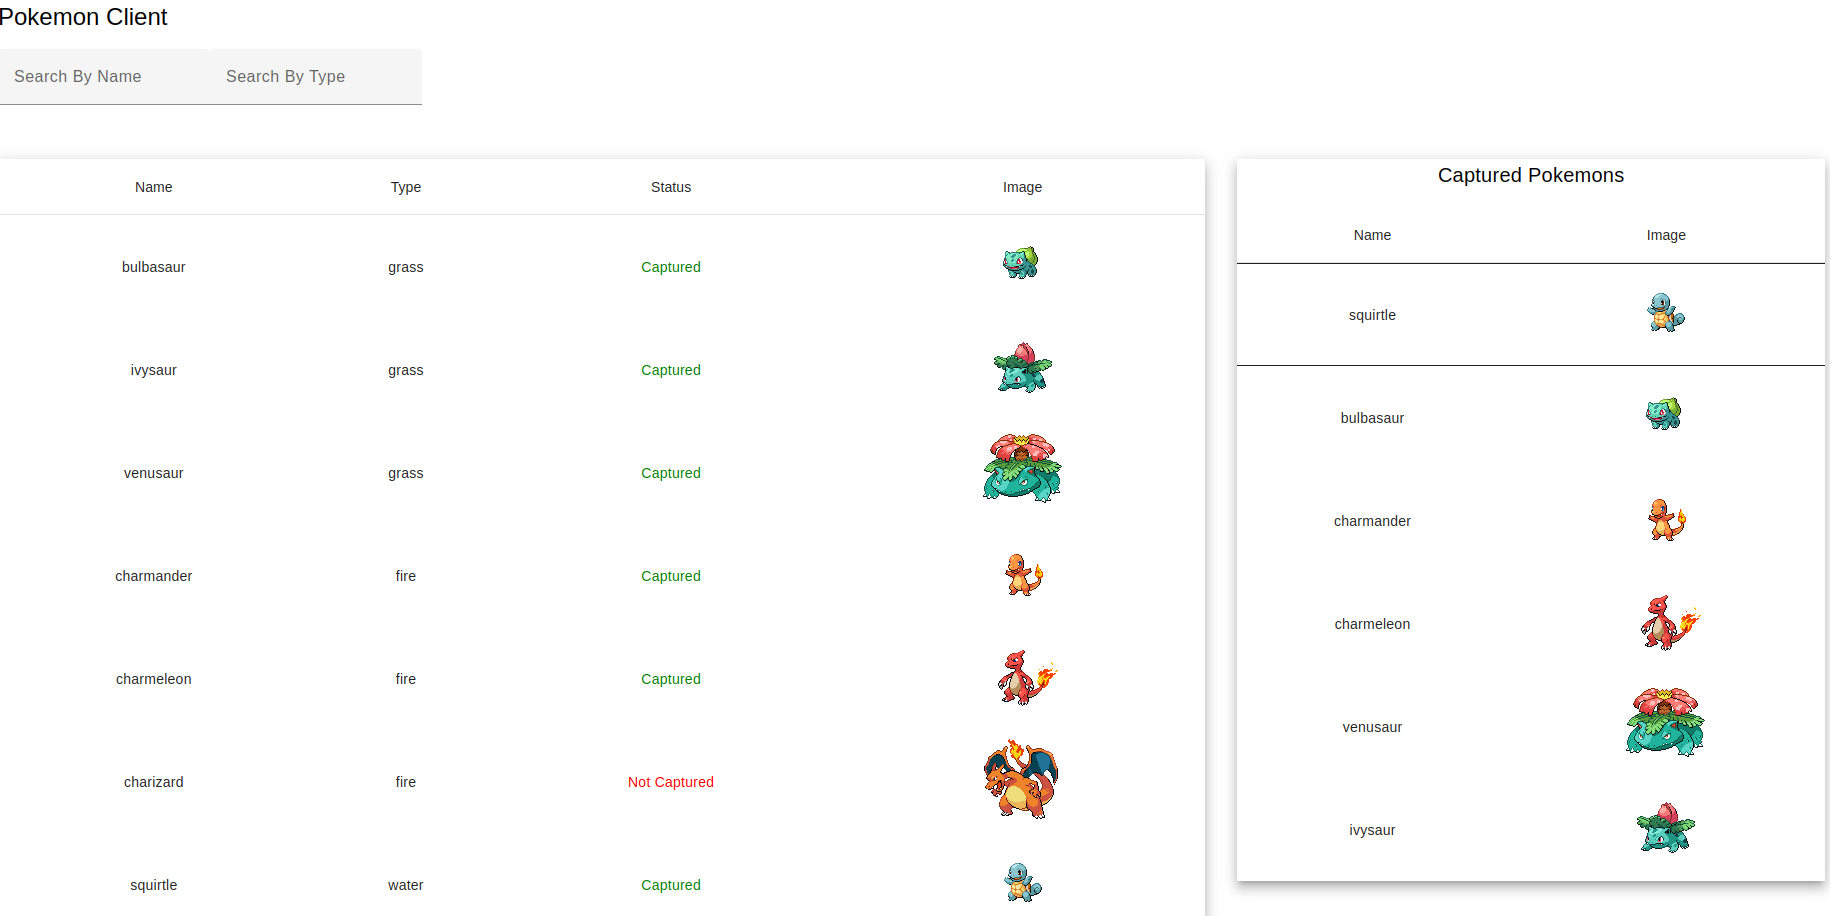 Pokemon Client
Search By Name Search By Type
Name Type Status Image
bulbasaur grass Captured
ivysaur grass Captured
venusaur grass Captured
charmander fire Captured
charmeleon fire Captured
charizard fire Not Captured
squirtle water Captured
Captured Pokemons
Name Image
squirtle
bulbasaur
charmander
charmeleon
venusaur
ivysaur